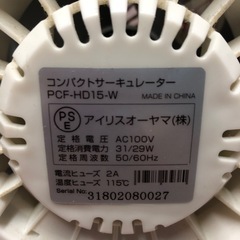 コンパクトサーキュレーター
PCF-HD15-W MADE IN CHINA
PSE アイリスオーヤマ(株)
定格電圧 AC100V
定格消費電力 31/29W
定格周波数 50/60Hz
電流ヒューズ 2A
温度ヒューズ 115℃
Serial No. 31802080027